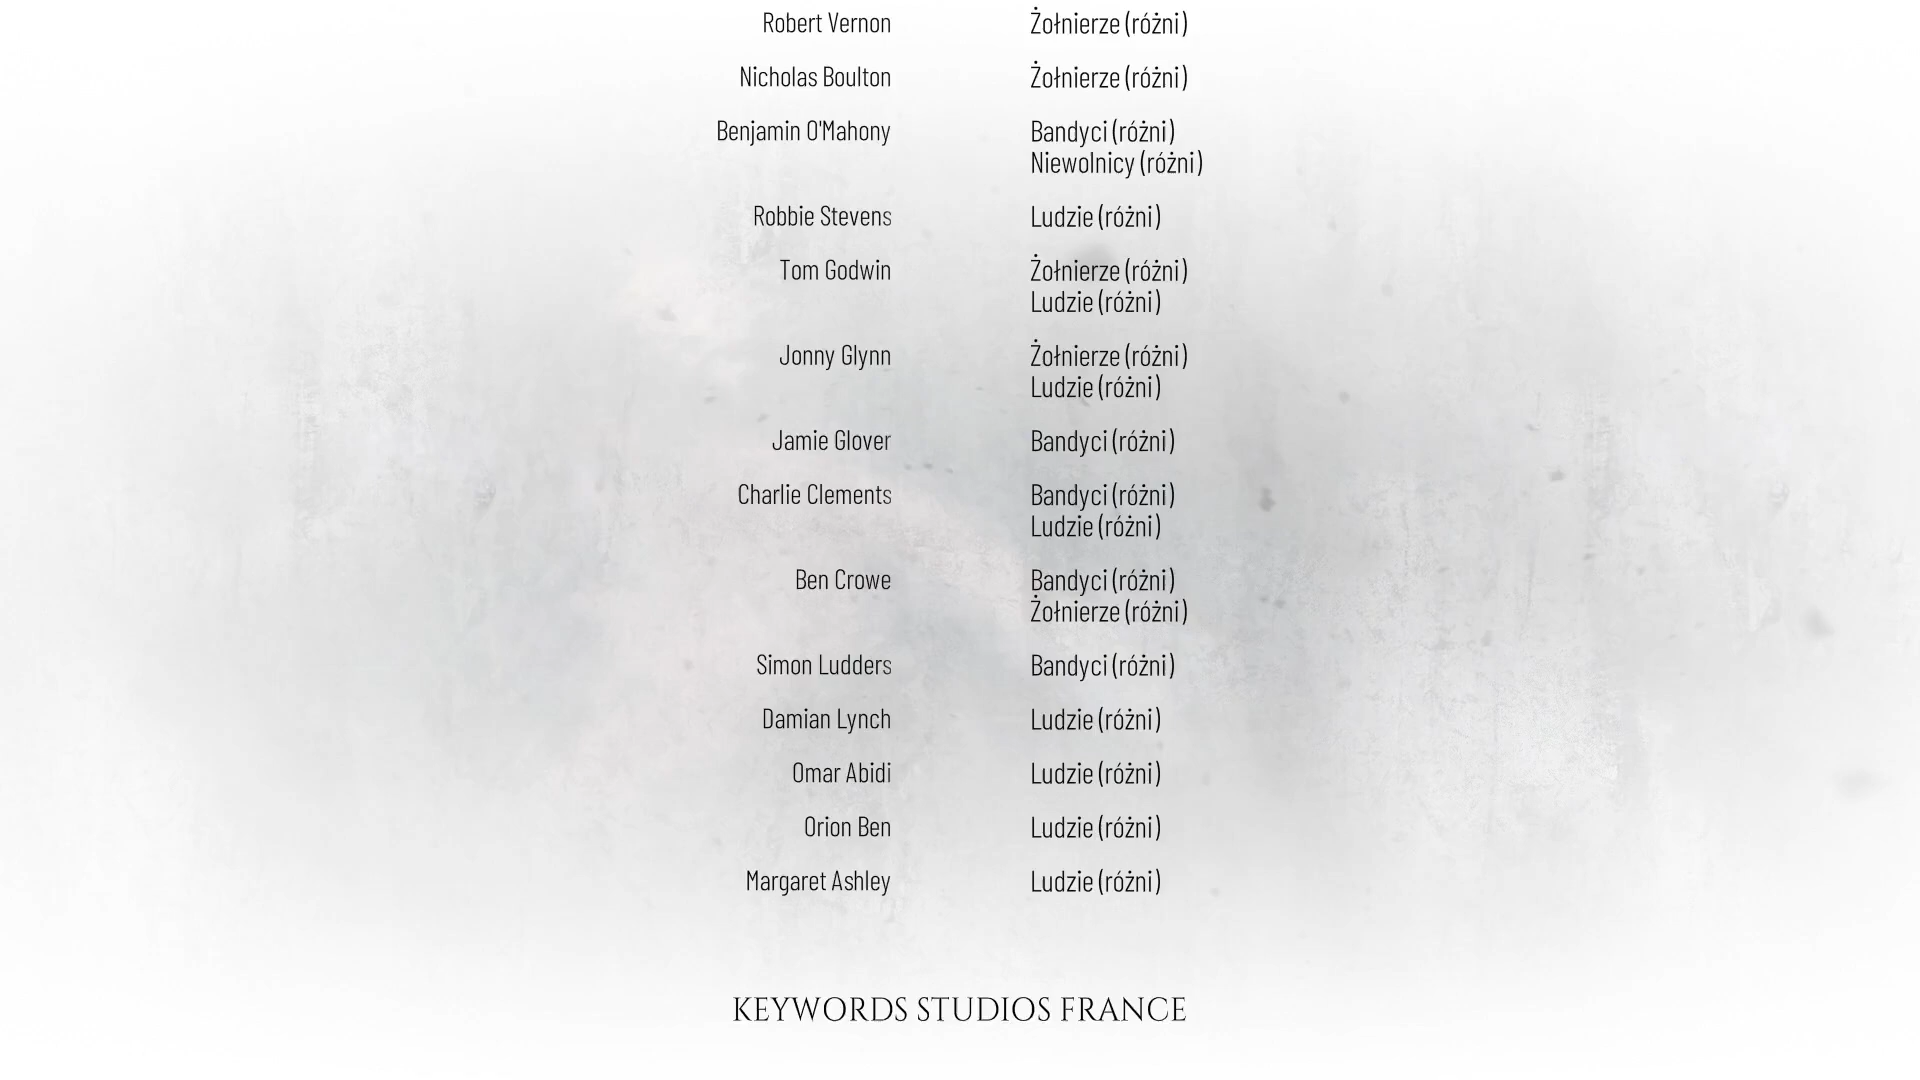 Robert Vernon Żołnierze (różni)
Nicholas Boulton Żołnierze (różni)
Benjamin O'Mahony Bandyci (różni)
Niewolnicy (różni)
Robbie Stevens Ludzie (różni)
Tom Godwin Żołnierze (różni)
Ludzie (różni)
Jonny Glynn Żołnierze (różni)
Ludzie (różni)
Jamie Glover Bandyci (różni)
Charlie Clements Bandyci (różni)
Ludzie (różni)
Ben Crowe Bandyci (różni)
Żołnierze (różni)
Simon Ludders Bandyci (różni)
Damian Lynch Ludzie (różni)
Omar Abidi Ludzie (różni)
Orion Ben Ludzie (różni)
Margaret Ashley Ludzie (różni)
KEYWORDS STUDIOS FRANCE